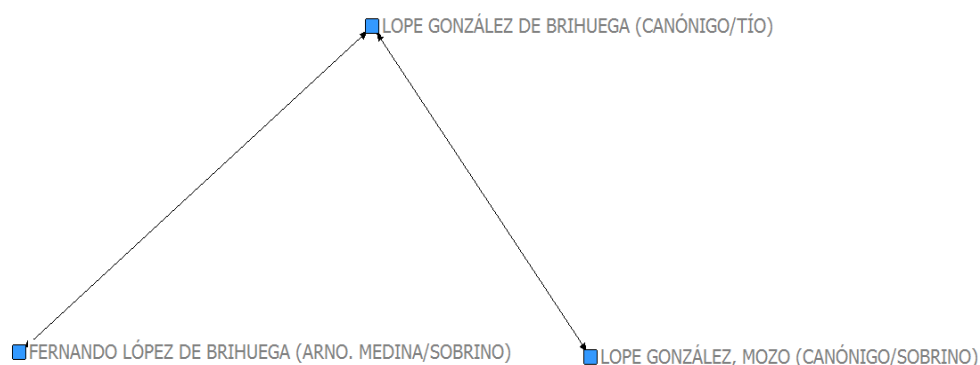 LOPE GONZÁLEZ DE BRIHUEGA (CANÓNIGO/TÍO)
FERNANDO LÓPEZ DE BRIHUEGA (ARNO. MEDINA/SOBRINO)
LOPE GONZÁLEZ, MOZO (CANÓNIGO/SOBRINO)